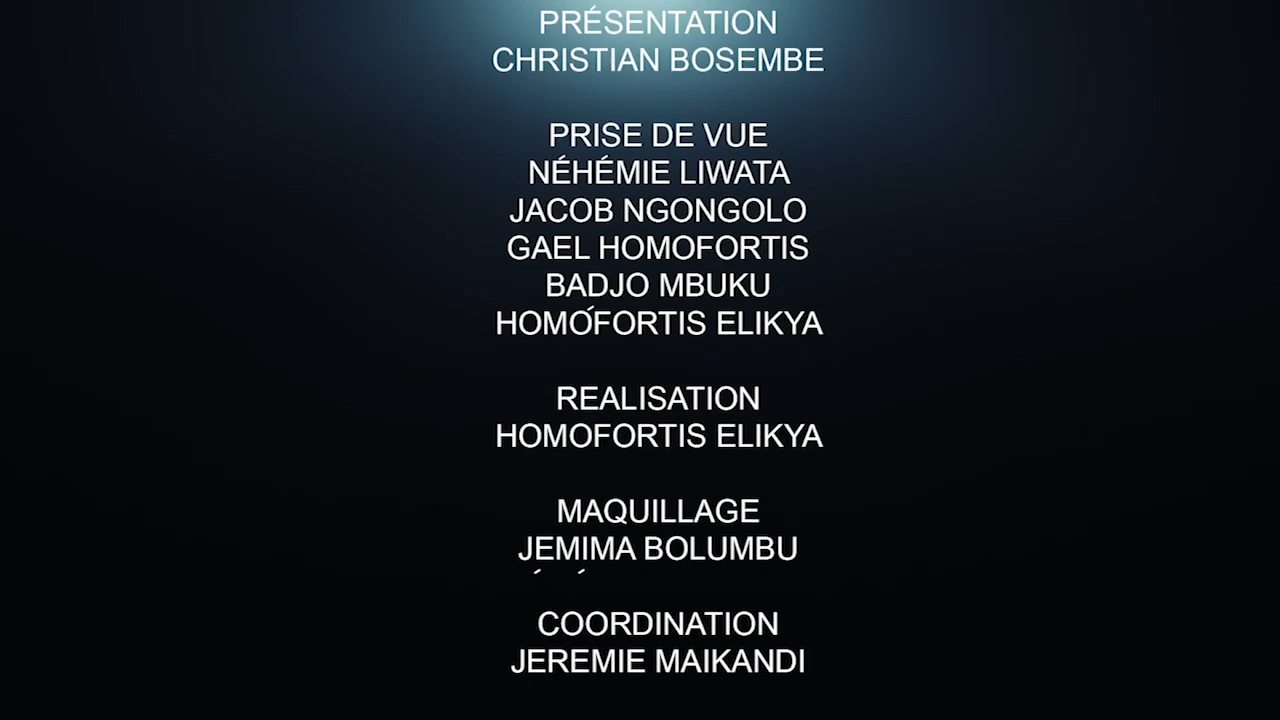 PRÉSENTATION
CHRISTIAN BOSEMBE
PRISE DE VUE
NÉHÉMIE LIWATA
JACOB NGONGOLO
GAEL HOMOFORTIS
BADJO MBUKU
HOMOFORTIS ELIKYA
REALISATION
HOMOFORTIS ELIKYA
MAQUILLAGE
JEMIMA BOLUMBU
COORDINATION
JEREMIE MAIKANDI